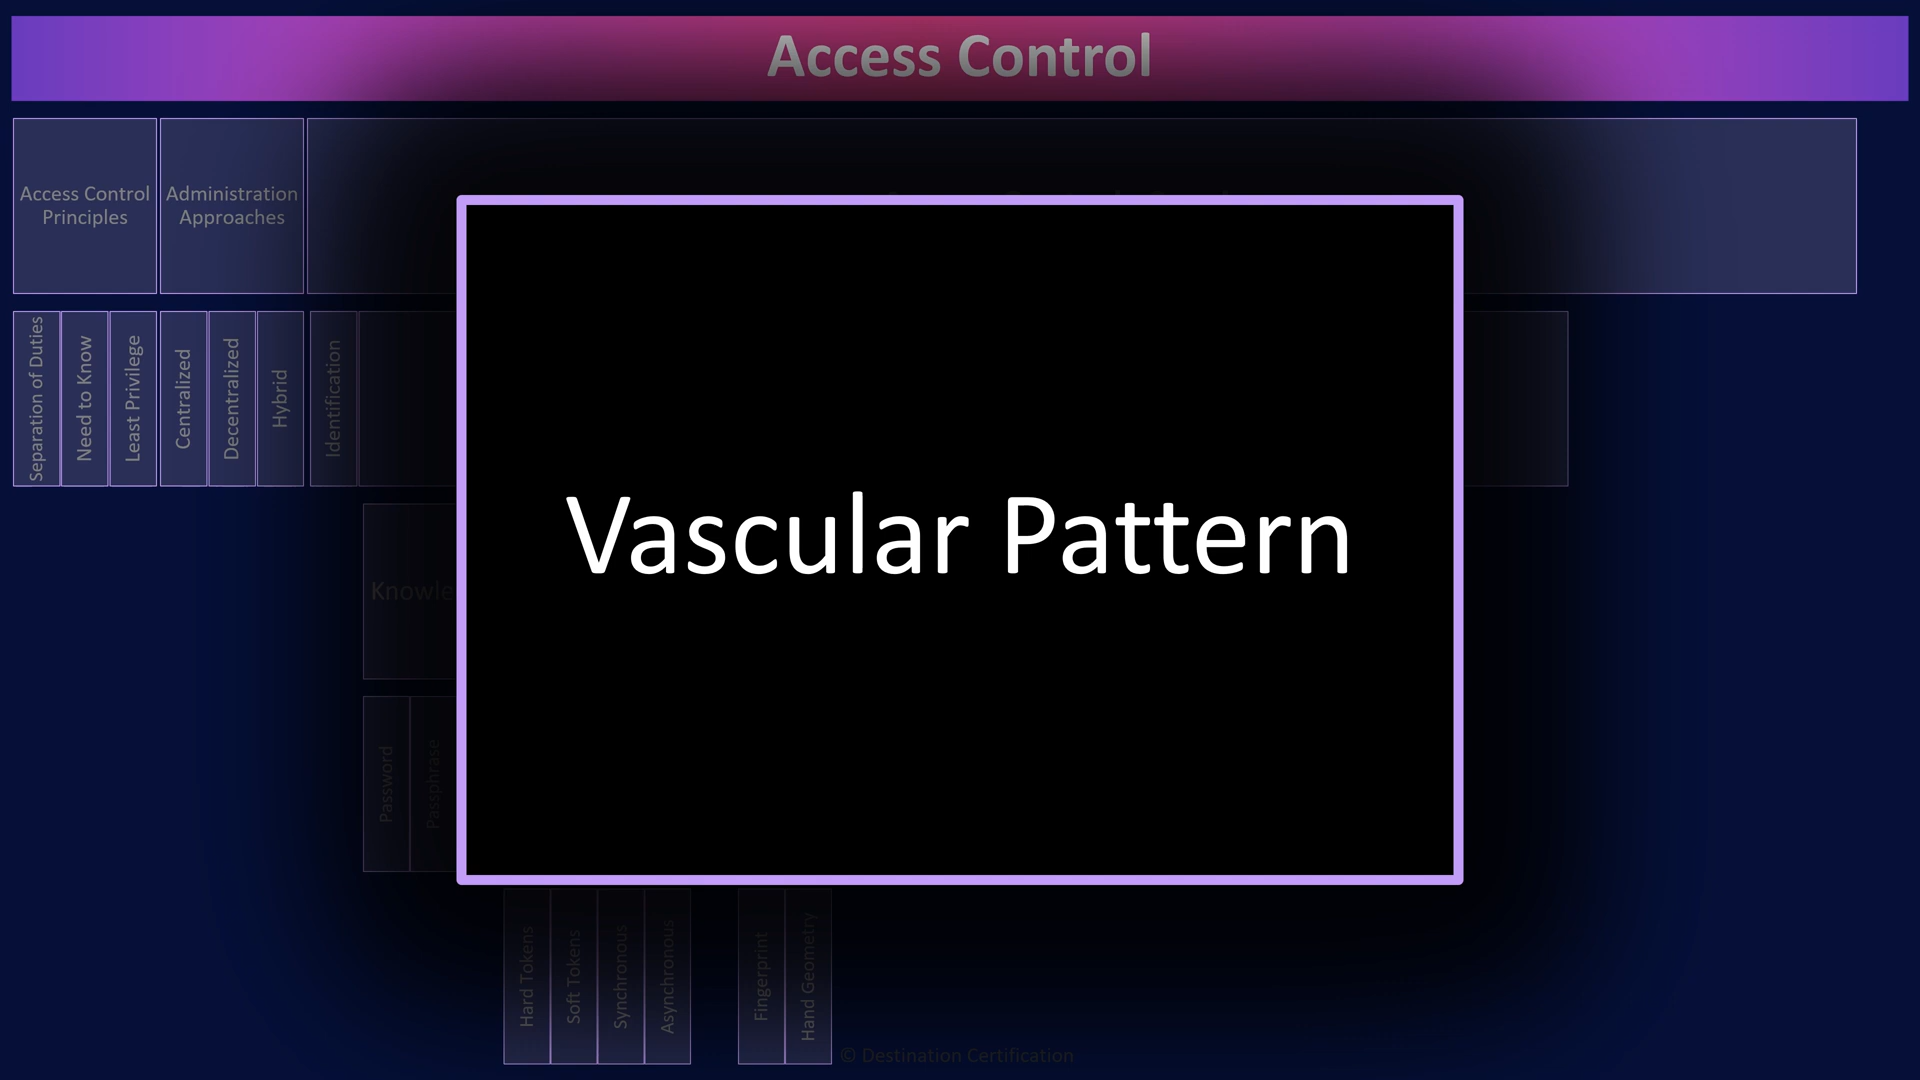 Access Control
Access Control
Principles
Administration
Approaches
Separation of Duties
Need to Know
Least Privilege
Centralized
Decentralized
Hybrid
Identification
Vascular Pattern
Knowle
Password
Passphrase
Hard Tokens
Soft Tokens
Synchronous
Asynchronous
Fingerprint
Hand Geometry
© Destination Certification